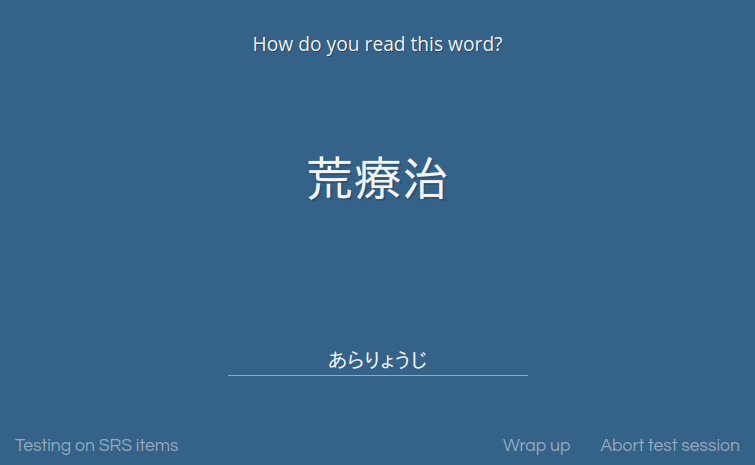 How do you read this word?
荒療治
あらりょうじ
Testing on SRS items
Wrap up
Abort test session